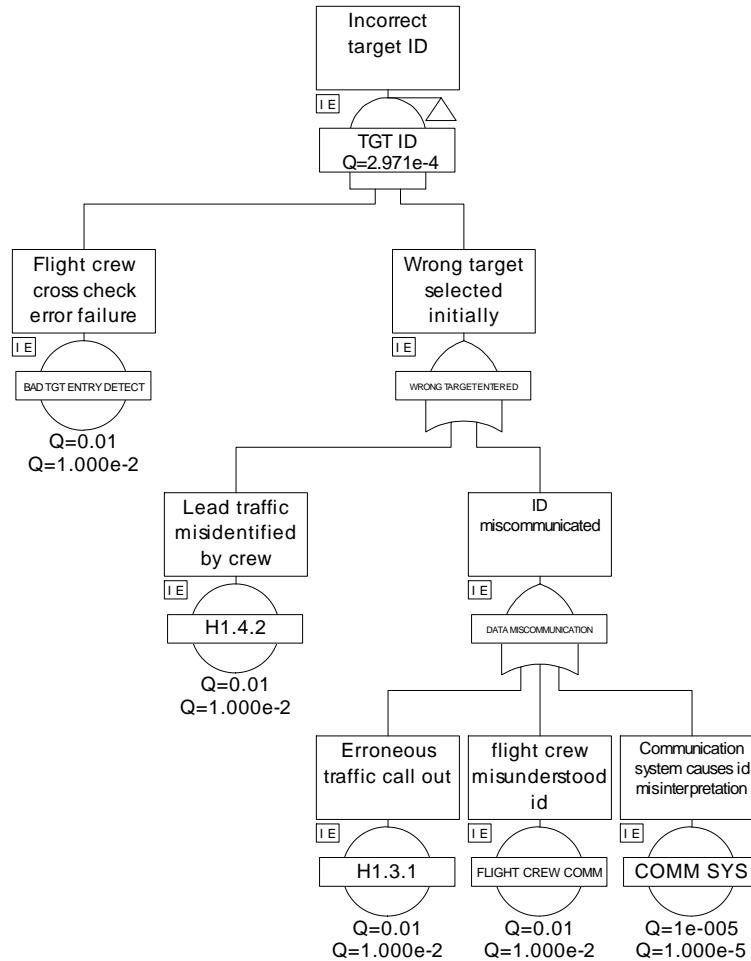 Incorrect
target ID
I E
TGT ID
Q=2.971e-4
Flight crew
cross check
error failure
I E
BAD TGT ENTRY DETECT
Q=0.01
Q=1.000e-2
Wrong target
selected
initially
I E
WRONG TARGET ENTERED
Lead traffic
misidentified
by crew
I E
H1.4.2
Q=0.01
Q=1.000e-2
ID
miscommunicated
I E
DATA MISCOMMUNICATION
Erroneous
traffic call out
I E
H1.3.1
Q=0.01
Q=1.000e-2
flight crew
misunderstood
id
I E
FLIGHT CREW COMM
Q=0.01
Q=1.000e-2
Communication
system causes id
misinterpretation
I E
COMM SYS
Q=1e-005
Q=1.000e-5